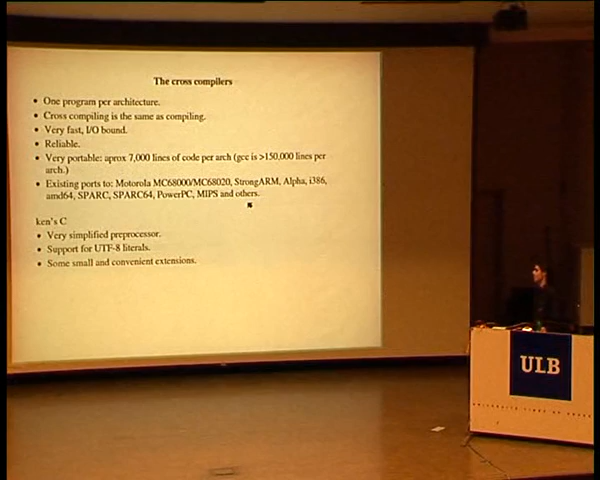 The cross compilers
• One program per architecture.
• Cross compiling is the same as compiling.
• Very fast, I/O bound.
• Reliable.
• Very portable: aprox 7,000 lines of code per arch (gcc is >150,000 lines per
arch.)
• Existing ports to: Motorola MC68000/MC68020, StrongARM, Alpha, i386,
amd64, SPARC, SPARC64, PowerPC, MIPS and others.
ken's C
• Very simplified preprocessor.
• Support for UTF-8 literals.
• Some small and convenient extensions.
ULB